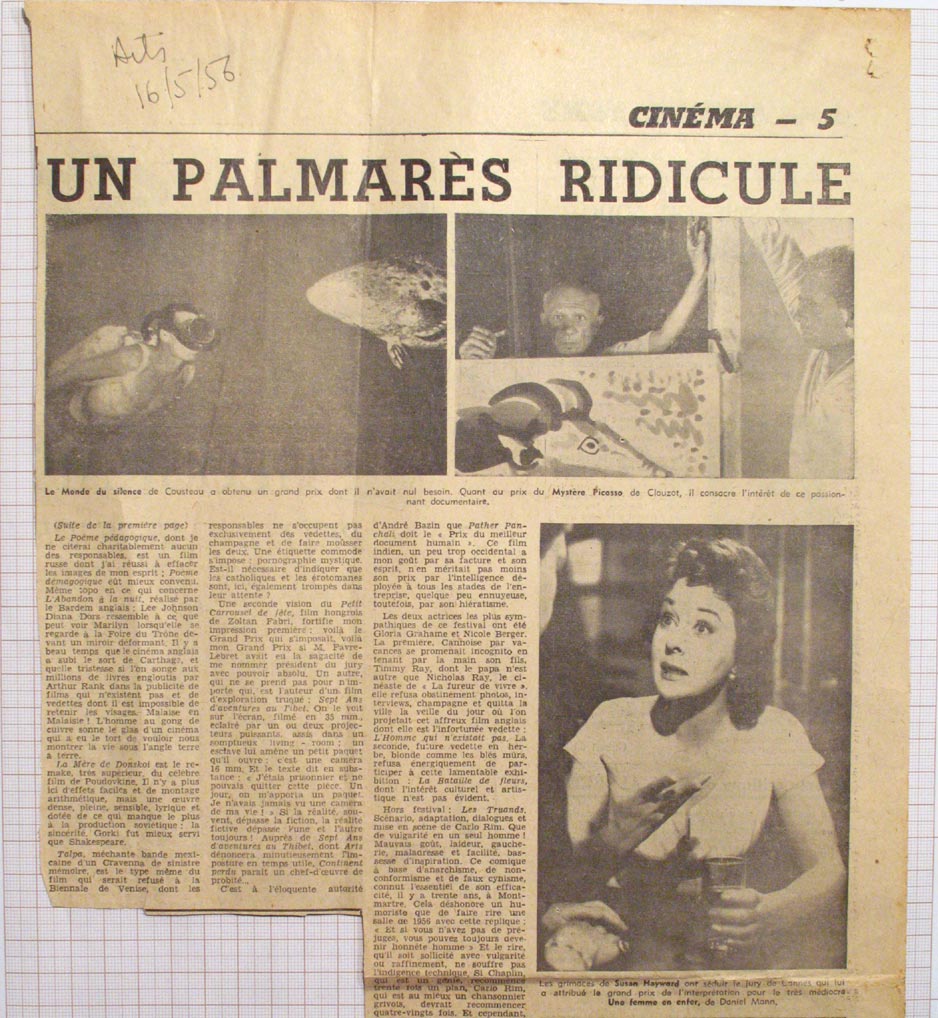 Arts
16/5/56
CINÉMA — 5
UN PALMARÈS RIDICULE
Le Monde du silence de Cousteau a obtenu un grand prix dont il n'avait nul besoin. Quant au prix du Mystère Picasso de Clouzot, il consacre l'intérêt de ce passion-
nant documentaire.
(Suite de la première page)
Le Poème pédagogique, dont je
ne citerai charitablement aucun
des responsables, est un film
russe dont j'ai réussi à effacer
les images de mon esprit ; Poème
démagogique eût mieux convenu.
Même topo en ce qui concerne
L'Abandon à la nuit, réalisé par
le Bardem anglais : Lee Johnson
Diana Dors ressemble à ce que
peut voir Marilyn lorsqu'elle se
regarde à la Foire du Trône de-
vant un miroir déformant. Il y a
beau temps que le cinéma anglais
a subi le sort de Carthage, et
quelle tristesse si l'on songe aux
millions de livres engloutis par
Arthur Rank dans la publicité de
films qui n'existent pas et de
vedettes dont il est impossible de
retenir les visages. Malaise en
Malaisie ! L'homme au gong de
cuivre sonne le glas d'un cinéma
qui a eu le tort de vouloir nous
montrer la vie sous l'angle terre
à terre.
La Mère de Donskoï est le re-
make, très supérieur, du célèbre
film de Poudovkine. Il n'y a plus
ici d'effets faciles et de montage
arithmétique, mais une œuvre
dense, pleine, sensible, lyrique et
dotée de ce qui manque le plus
à la production soviétique : la
sincérité. Gorki fut mieux servi
que Shakespeare.
Talpa, méchante bande mexi-
caine d'un Cravenna de sinistre
mémoire, est le type même du
film qui serait refusé à la
Biennale de Venise, dont les
responsables ne s'occupent pas
exclusivement des vedettes, du
champagne et de faire mousser
les deux. Une étiquette commode
s'impose : pornographie mystique.
Est-il nécessaire d'indiquer que
les catholiques et les érotomanes
sont, ici, également trompés dans
leur attente ?
Une seconde vision du Petit
Carrousel de fête, film hongrois
de Zoltan Fabri, fortifie mon
impression première : voilà le
Grand Prix qui s'imposait, voilà
mon Grand Prix si M. Favre-
Lebret avait eu la sagacité de
me nommer président du jury
avec pouvoir absolu. Un autre,
qui ne se prend pas pour n'im-
porte qui, est l'auteur d'un film
d'exploration truqué : Sept Ans
d'aventures au Tibet. On le voit
sur l'écran, filmé en 35 mm.,
éclairé par un ou deux projec-
teurs puissants, assis dans un
somptueux living - room ; un
esclave lui amène un petit paquet
qu'il ouvre : c'est une caméra
16 mm. Et le texte dit en subs-
tance : « J'étais prisonnier et ne
pouvais quitter cette pièce. Un
jour, on m'apporta un paquet.
Je n'avais jamais vu une caméra
de ma vie ! » Si la réalité, sou-
vent, dépasse la fiction, la réalité
fictive dépasse l'une et l'autre
toujours ! Auprès de Sept Ans
d'aventures au Thibet, dont Arts
dénoncera minutieusement l'im-
posture en temps utile, Continent
perdu paraît un chef-d'œuvre de
probité...
C'est à l'éloquente autorité
d'André Bazin que Pather Pan-
chali doit le « Prix du meilleur
document humain ». Ce film
indien, un peu trop occidental à
mon goût par sa facture et son
esprit, n'en méritait pas moins
son prix par l'intelligence dé-
ployée à tous les stades de l'en-
treprise, quelque peu ennuyeuse,
toutefois, par son hiératisme.
Les deux actrices les plus sym-
pathiques de ce festival ont été
Gloria Grahame et Nicole Berger.
La première, Cannoise par va-
cances se promenait incognito en
tenant par la main son fils,
Timmy Ray, dont le papa n'est
autre que Nicholas Ray, le ci-
néaste de « La fureur de vivre »,
elle refusa obstinément photos, in-
terviews, champagne et quitta la
ville la veille du jour où l'on
projetait cet affreux film anglais
dont elle est l'infortunée vedette :
L'Homme qui n'existait pas. La
seconde, future vedette en her-
be, blonde comme les blés mûrs,
refusa énergiquement de par-
ticiper à cette lamentable exhi-
bition : La Bataille de fleurs,
dont l'intérêt culturel et artis-
tique n'est pas évident.
Hors festival : Les Truands.
Scénario, adaptation, dialogues et
mise en scène de Carlo Rim. Que
de vulgarité en un seul homme !
Mauvais goût, laideur, gauche-
rie, maladresse et facilité, bas-
sesse d'inspiration. Ce comique
à base d'anarchisme, de non-
conformisme et de faux cynisme,
connut l'essentiel de son effica-
cité, il y a trente ans, à Mont-
martre. Cela déshonore un hu-
moriste que de faire rire une
salle de 1956 avec cette réplique :
« Et si vous n'avez pas de pré-
jugés, vous pouvez toujours deve-
nir honnête homme » Et le rire,
qu'il soit sollicité avec vulgarité
ou raffinement, ne souffre pas
l'indigence technique. Si Chaplin,
qui est un génie, recommence
trente fois un plan, Carlo Rim,
qui est au mieux un chansonnier
grivois, devrait recommencer
quatre-vingts fois. Et cependant,
Les grimaces de Susan Hayward ont séduit le jury de Cannes qui lui
a attribué le grand prix de l'interprétation pour le très médiocre
Une femme en enfer, de Daniel Mann.